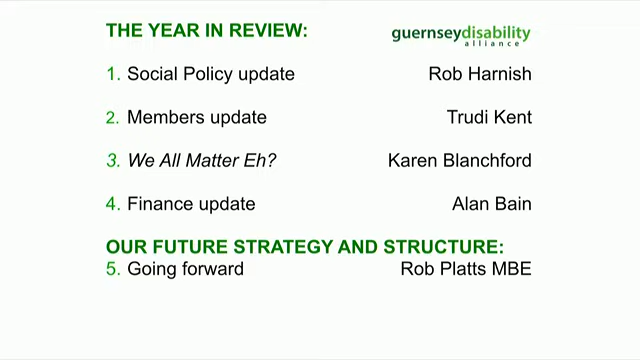 THE YEAR IN REVIEW:
guernseydisability
alliance
1. Social Policy update Rob Harnish
2. Members update Trudi Kent
3. We All Matter Eh? Karen Blanchford
4. Finance update Alan Bain
OUR FUTURE STRATEGY AND STRUCTURE:
5. Going forward Rob Platts MBE